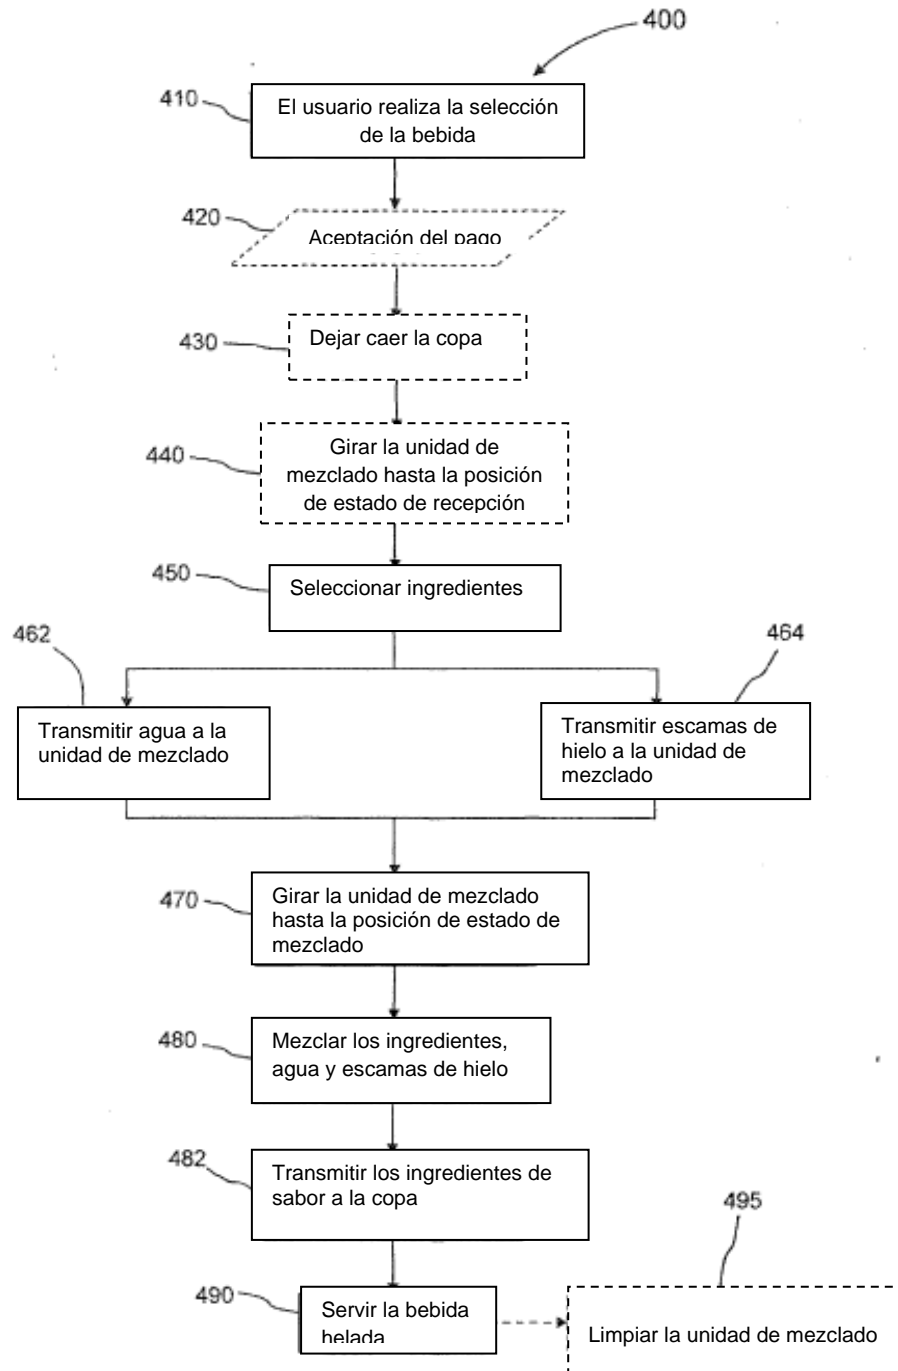 400
410
El usuario realiza la selección
de la bebida
420
Aceptación del pago
430
Dejar caer la copa
440
Girar la unidad de
mezclado hasta la posición
de estado de recepción
450
Seleccionar ingredientes
462
464
Transmitir agua a la
unidad de mezclado
Transmitir escamas de
hielo a la unidad de
mezclado
470
Girar la unidad de mezclado
hasta la posición de estado de
mezclado
480
Mezclar los ingredientes,
agua y escamas de hielo
482
Transmitir los ingredientes de
sabor a la copa
495
490
Servir la bebida
helada
Limpiar la unidad de mezclado